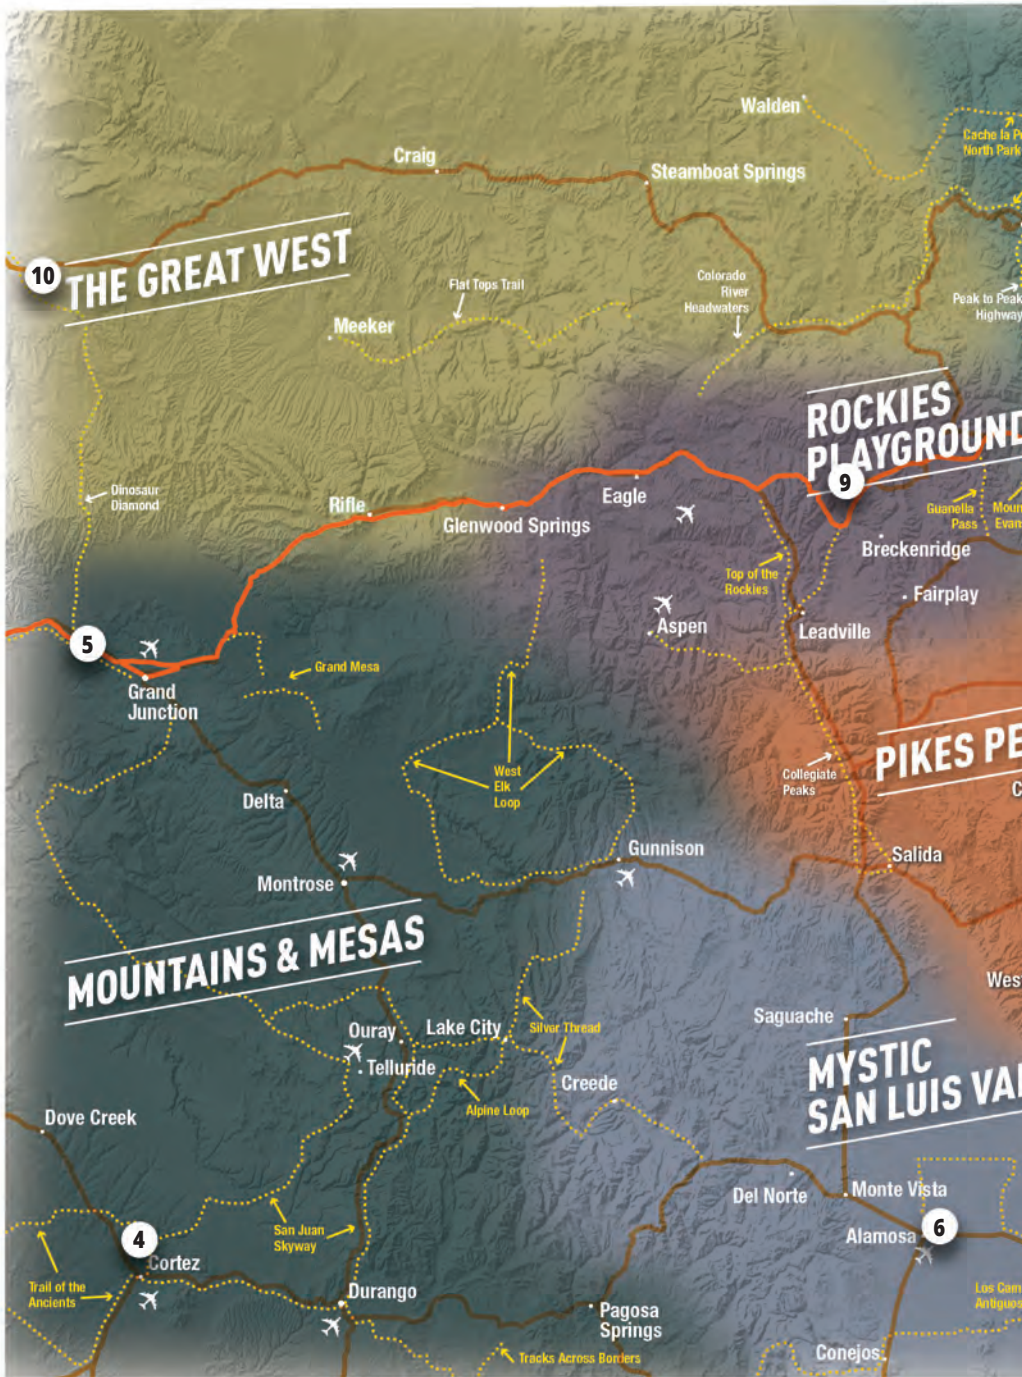 Walden
Cache la
North Park
Craig
Steamboat Springs
10
THE GREAT WEST
Flat Tops Trail
Colorado
River
Headwaters
Peak to Peak
Highway
Meeker
ROCKIES
PLAYGROUND
9
Dinosaur
Diamond
Rifle
Eagle
Glenwood Springs
Guanella
Pass
Breckenridge
Top of the
Rockies
Fairplay
Aspen
Leadville
5
Grand Mesa
Grand
Junction
PIKES
West
Elk
Loop
Collegiate
Peaks
Delta
Gunnison
Salida
Montrose
MOUNTAINS & MESAS
Saguache
Ouray
Lake City
Silver Thread
Telluride
MYSTIC
SAN LUIS
Creede
Alpine Loop
Dove Creek
Del Norte
Monte Vista
San Juan
Skyway
4
Cortez
Alamosa
6
Trail of the
Ancients
Durango
Los
Antiguos
Pagosa
Springs
Tracks Across Borders
Conejos